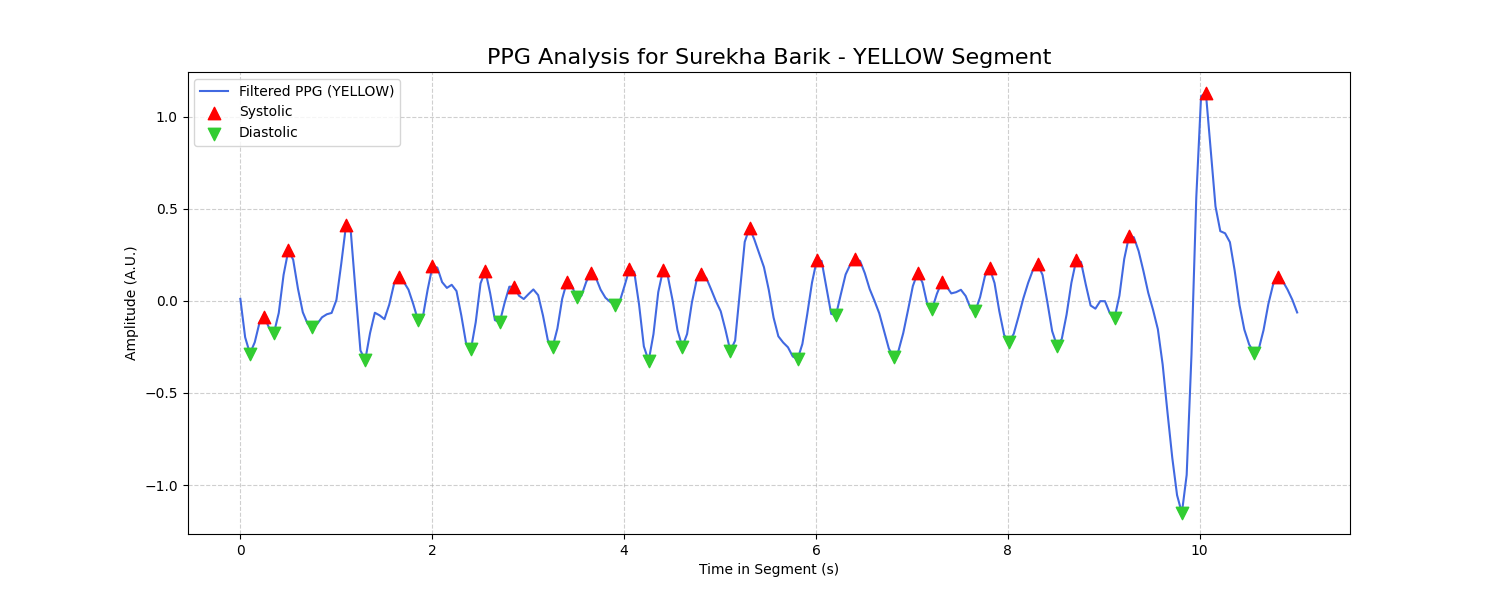 PPG Analysis for Surekha Barik - YELLOW Segment
Filtered PPG (YELLOW)
Systolic
Diastolic
Amplitude (A.U.)
1.0
0.5
0.0
−0.5
−1.0
0 2 4 6 8 10
Time in Segment (s)